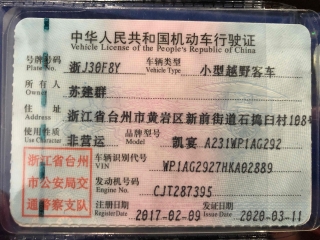 中华人民共和国机动车行驶证
Vehicle License of the People's Republic of China
号牌号码 浙J30F8Y 车辆类型 小型越野客车
Plate No. Vehicle Type
所有人 苏建群
Owner
住址 浙江省台州市黄岩区新前街道石捣臼村108号
Address
使用性质 非营运 品牌型号 凯宴 A231WP1AG292
Use Character Model
浙江省台州市公安局交通警察支队
车辆识别代号 WP1AG2927HKA02889
VIN
发动机号码 CJT287395
Engine No.
注册日期 2017-02-09 发证日期 2020-03-11
Register Date Issue Date